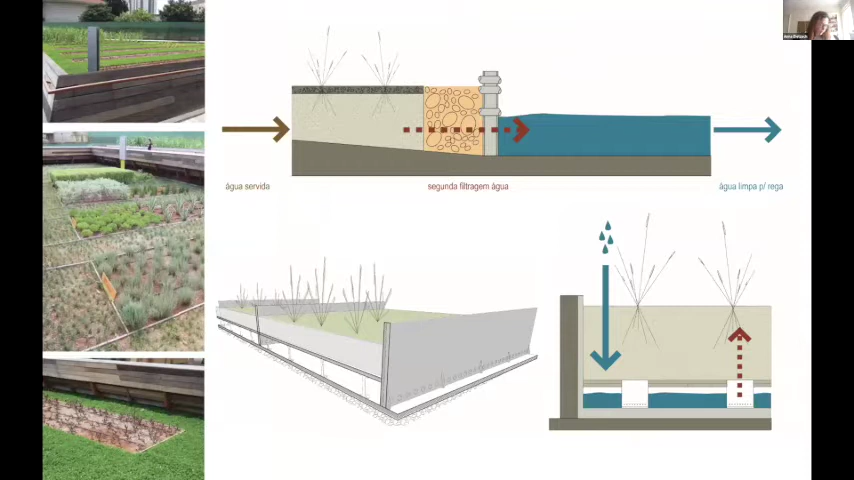 água servida
segunda filtragem água
água limpa p/ rega